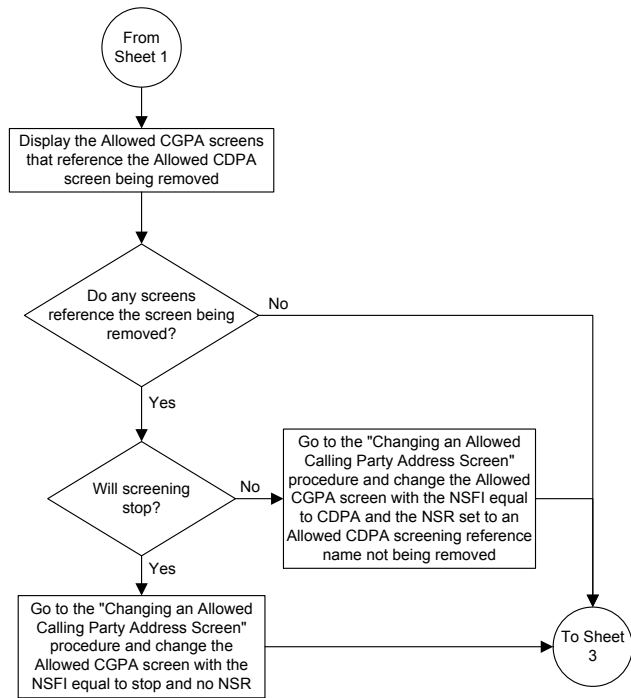 From
Sheet 1
Display the Allowed CGPA screens
that reference the Allowed CDPA
screen being removed
Do any screens
reference the screen being
removed?
No
Yes
Will screening
stop?
No
Go to the "Changing an Allowed
Calling Party Address Screen"
procedure and change the Allowed
CGPA screen with the NSFI equal
to CDPA and the NSR set to an
Allowed CDPA screening reference
name not being removed
Yes
Go to the "Changing an Allowed
Calling Party Address Screen"
procedure and change the
Allowed CGPA screen with the
NSFI equal to stop and no NSR
To Sheet
3